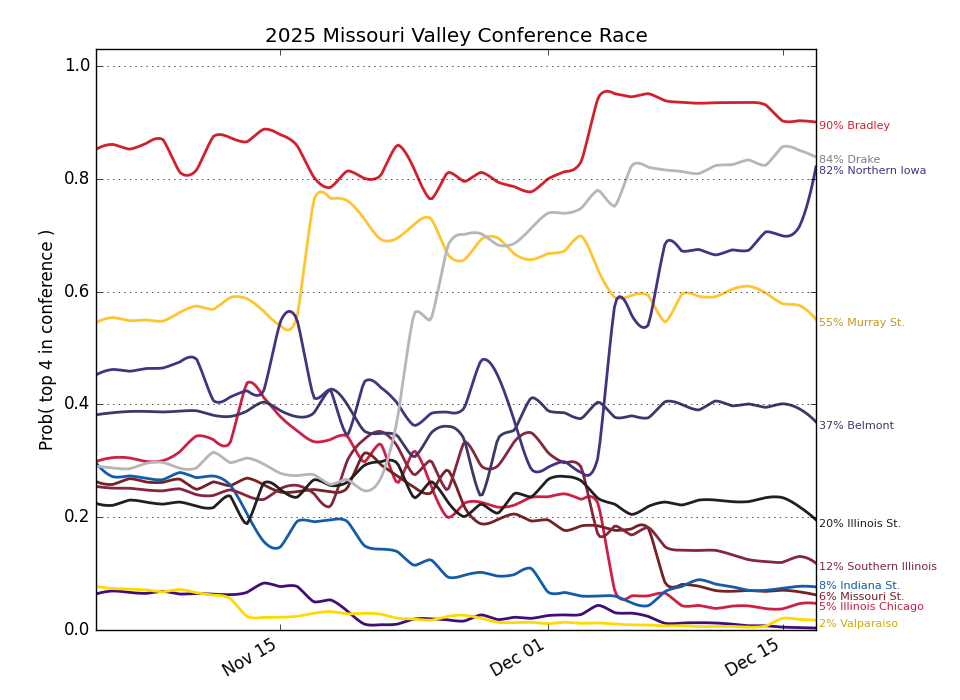 2025 Missouri Valley Conference Race
1.0
0.8
0.6
0.4
0.2
0.0
Prob( top 4 in conference )
Nov 15
Dec 01
Dec 15
90% Bradley
84% Drake
82% Northern Iowa
55% Murray St.
37% Belmont
20% Illinois St.
12% Southern Illinois
8% Indiana St.
6% Missouri St.
5% Illinois Chicago
2% Valparaiso